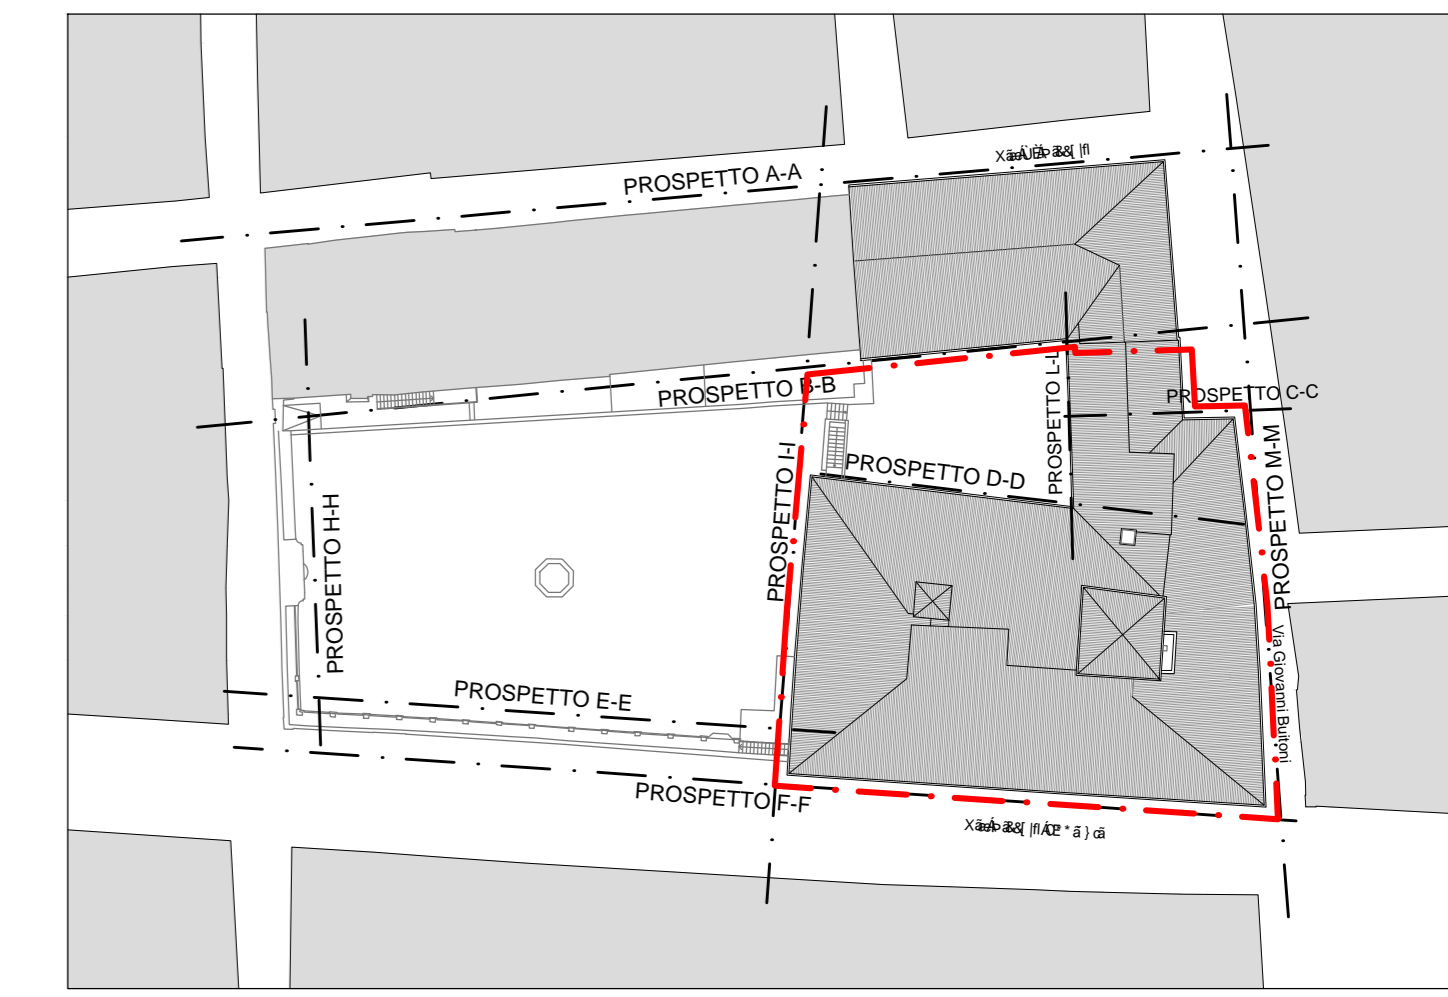 PROSPETTO A-A
PROSPETTO B-B
PROSPETTO L-L
PROSPETTO C-C
PROSPETTO D-D
PROSPETTO I-I
PROSPETTO H-H
PROSPETTO M-M
PROSPETTO E-E
Via Giovanni Buitoni
PROSPETTO F-F